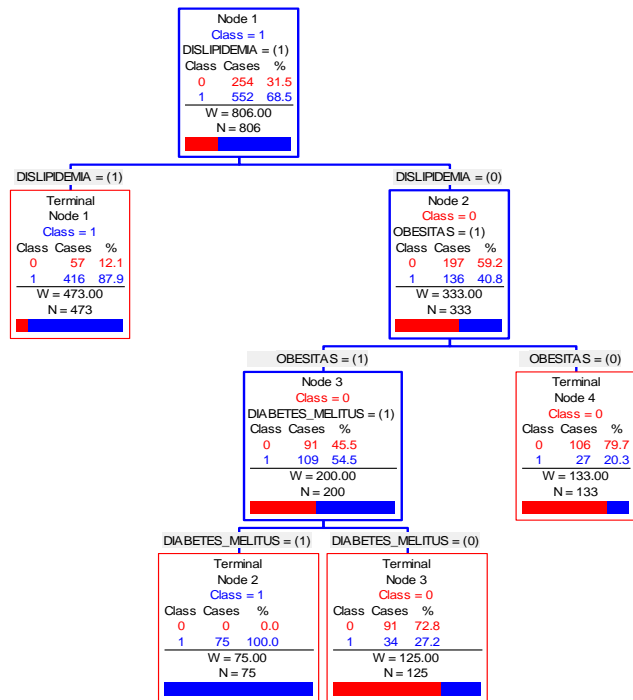 Node 1
Class = 1
DISLIPIDEMIA = (1)
Class Cases %
0 254 31.5
1 552 68.5
W = 806.00
N = 806
DISLIPIDEMIA = (1)
DISLIPIDEMIA = (0)
Terminal
Node 1
Class = 1
Class Cases %
0 57 12.1
1 416 87.9
W = 473.00
N = 473
Node 2
Class = 0
OBESITAS = (1)
Class Cases %
0 197 59.2
1 136 40.8
W = 333.00
N = 333
OBESITAS = (1)
OBESITAS = (0)
Node 3
Class = 0
DIABETES_MELITUS = (1)
Class Cases %
0 91 45.5
1 109 54.5
W = 200.00
N = 200
Terminal
Node 4
Class = 0
Class Cases %
0 106 79.7
1 27 20.3
W = 133.00
N = 133
DIABETES_MELITUS = (1)
DIABETES_MELITUS = (0)
Terminal
Node 2
Class = 1
Class Cases %
0 0 0.0
1 75 100.0
W = 75.00
N = 75
Terminal
Node 3
Class = 0
Class Cases %
0 91 72.8
1 34 27.2
W = 125.00
N = 125